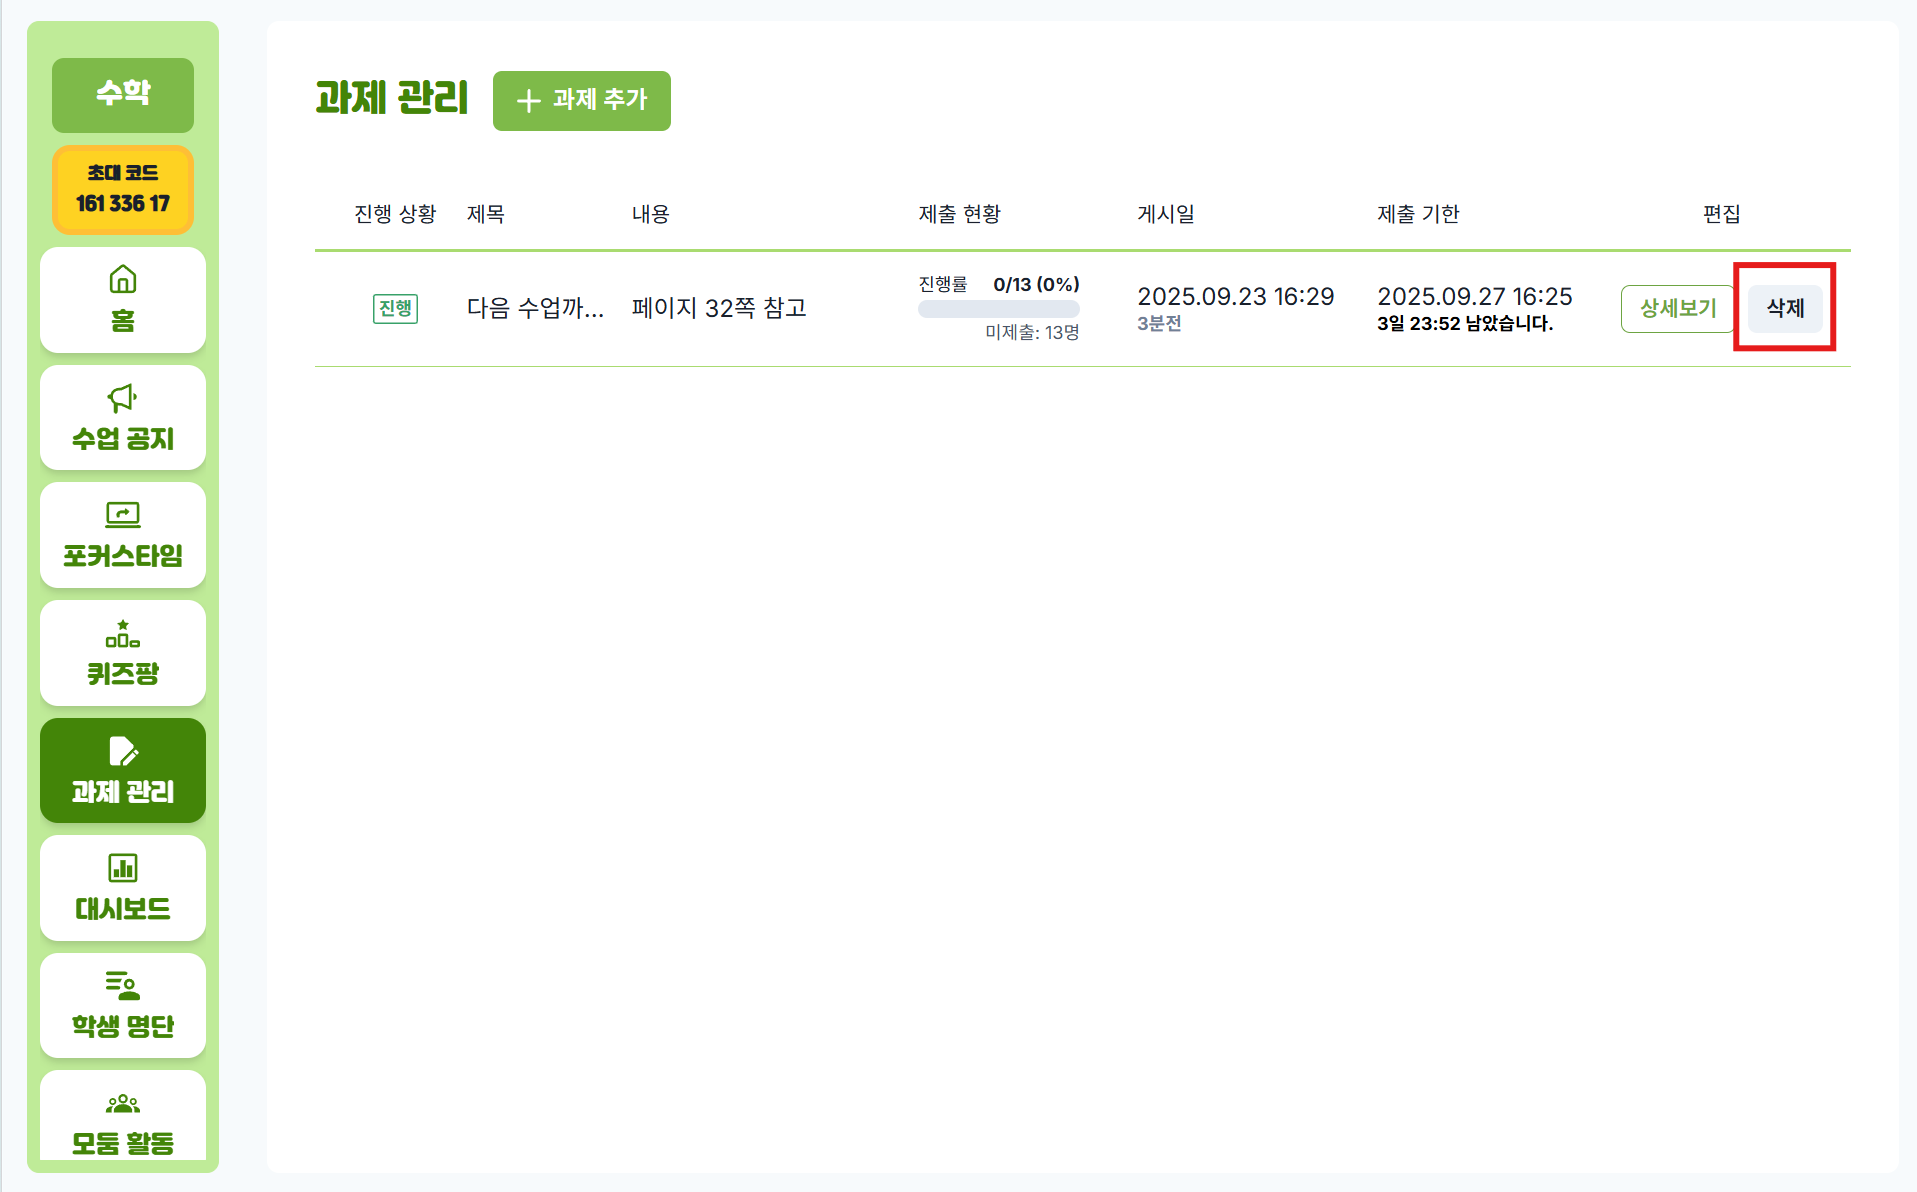 수학
초대 코드
161 336 17
홈
수업 공지
포커스타임
퀴즈팡
과제 관리
대시보드
학생 명단
모둠 활동
과제 관리
+ 과제 추가
진행 상황 제목 내용 제출 현황 게시일 제출 기한 편집
진행 다음 수업까... 페이지 32쪽 참고
진행률 0/13 (0%)
미제출: 13명
2025.09.23 16:29
3분전
2025.09.27 16:25
3일 23:52 남았습니다.
상세보기 삭제